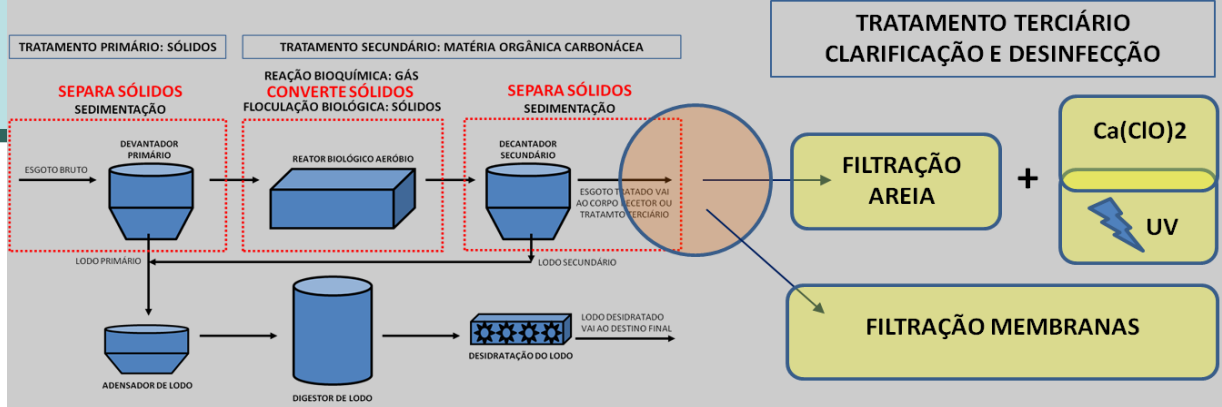 TRATAMENTO PRIMÁRIO: SÓLIDOS
TRATAMENTO SECUNDÁRIO: MATÉRIA ORGÂNICA CARBONÁCEA
TRATAMENTO TERCIÁRIO
CLARIFICAÇÃO E DESINFECÇÃO
SEPARA SÓLIDOS
SEDIMENTAÇÃO
REAÇÃO BIOQUÍMICA: GÁS
CONVERTE SÓLIDOS
FLOCULAÇÃO BIOLÓGICA: SÓLIDOS
SEPARA SÓLIDOS
SEDIMENTAÇÃO
ESGOTO BRUTO
DEVANTADOR
PRIMÁRIO
REATOR BIOLÓGICO AERÓBIO
DECANTADOR
SECUNDÁRIO
ESGOTO TRATADO VAI
AO CORPO RECETOR OU
TRATAMTO TERCIÁRIO
FILTRAÇÃO
AREIA
+
Ca(ClO)2
UV
LODO PRIMÁRIO
LODO SECUNDÁRIO
FILTRAÇÃO MEMBRANAS
ADENSADOR DE LODO
DIGESTOR DE LODO
DESIDRATAÇÃO DO LODO
LODO DESIDRATADO
VAI AO DESTINO FINAL